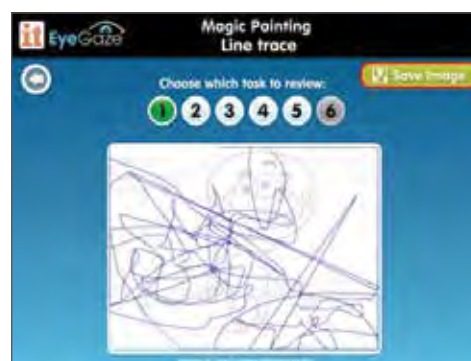 it EyeGaze
Magic Painting
Line trace
Choose which task to review:
Save Image
1 2 3 4 5 6